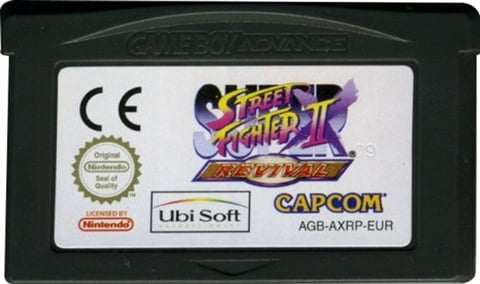 GAME BOY ADVANCE
CE
SUPER
STREET
FIGHTER II
X
®
REVIVAL
Original
Nintendo
Seal of
Quality
LICENSED BY
Nintendo
Ubi Soft
CAPCOM
AGB-AXRP-EUR